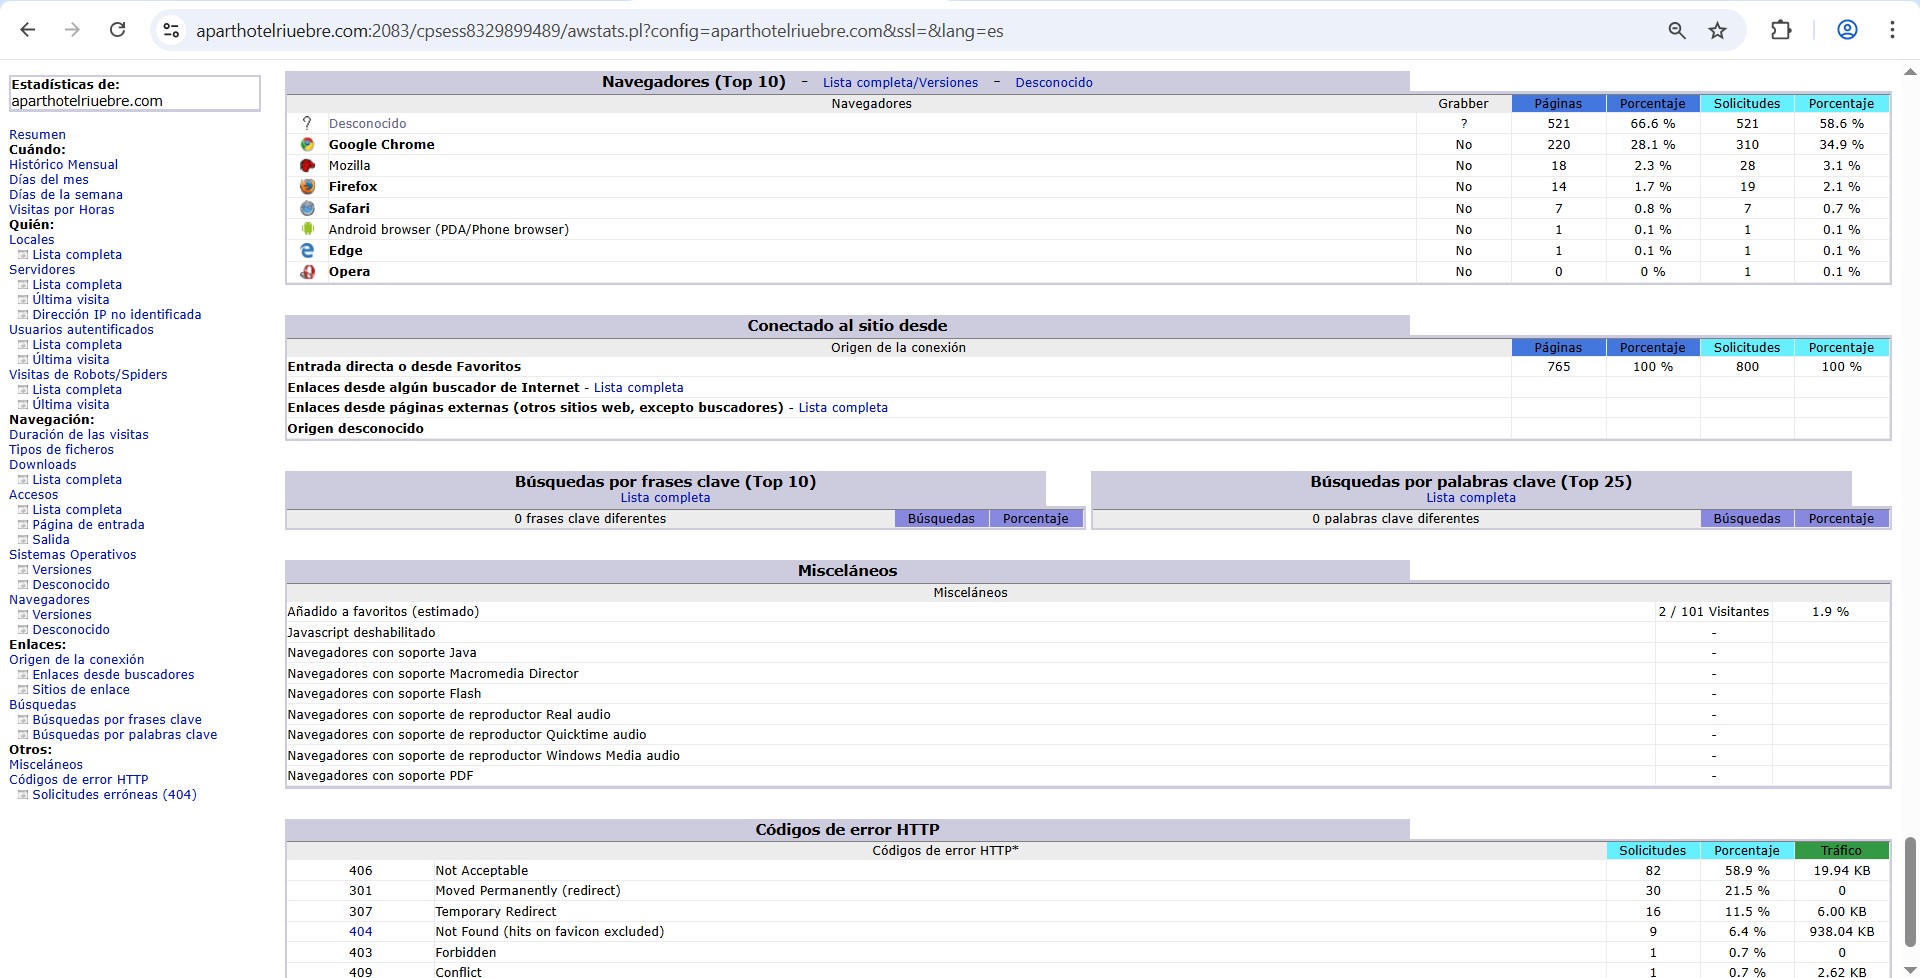 aparthotelriuebre.com:2083/cpsess8329899489/awstats.pl?config=aparthotelriuebre.com&ssl=&lang=es
Estadísticas de:
aparthotelriuebre.com
Resumen
Cuándo:
Histórico Mensual
Días del mes
Días de la semana
Visitas por Horas
Quién:
Locales
Lista completa
Servidores
Lista completa
Última visita
Dirección IP no identificada
Usuarios autentificados
Lista completa
Última visita
Visitas de Robots/Spiders
Lista completa
Última visita
Navegación:
Duración de las visitas
Tipos de ficheros
Downloads
Lista completa
Accesos
Lista completa
Página de entrada
Salida
Sistemas Operativos
Versiones
Desconocido
Navegadores
Versiones
Desconocido
Enlaces:
Origen de la conexión
Enlaces desde buscadores
Sitios de enlace
Búsquedas
Búsquedas por frases clave
Búsquedas por palabras clave
Otros:
Misceláneos
Códigos de error HTTP
Solicitudes erróneas (404)
Navegadores (Top 10) - Lista completa/Versiones - Desconocido
Navegadores Grabber Páginas Porcentaje Solicitudes Porcentaje
? Desconocido ? 521 66.6 % 521 58.6 %
Google Chrome No 220 28.1 % 310 34.9 %
Mozilla No 18 2.3 % 28 3.1 %
Firefox No 14 1.7 % 19 2.1 %
Safari No 7 0.8 % 7 0.7 %
Android browser (PDA/Phone browser) No 1 0.1 % 1 0.1 %
Edge No 1 0.1 % 1 0.1 %
Opera No 0 0 % 1 0.1 %
Conectado al sitio desde
Origen de la conexión Páginas Porcentaje Solicitudes Porcentaje
Entrada directa o desde Favoritos 765 100 % 800 100 %
Enlaces desde algún buscador de Internet - Lista completa
Enlaces desde páginas externas (otros sitios web, excepto buscadores) - Lista completa
Origen desconocido
Búsquedas por frases clave (Top 10)
Lista completa
0 frases clave diferentes Búsquedas Porcentaje
Búsquedas por palabras clave (Top 25)
Lista completa
0 palabras clave diferentes Búsquedas Porcentaje
Misceláneos
Misceláneos
Añadido a favoritos (estimado) 2 / 101 Visitantes 1.9 %
Javascript deshabilitado -
Navegadores con soporte Java -
Navegadores con soporte Macromedia Director -
Navegadores con soporte Flash -
Navegadores con soporte de reproductor Real audio -
Navegadores con soporte de reproductor Quicktime audio -
Navegadores con soporte de reproductor Windows Media audio -
Navegadores con soporte PDF -
Códigos de error HTTP
Códigos de error HTTP* Solicitudes Porcentaje Tráfico
406 Not Acceptable 82 58.9 % 19.94 KB
301 Moved Permanently (redirect) 30 21.5 % 0
307 Temporary Redirect 16 11.5 % 6.00 KB
404 Not Found (hits on favicon excluded) 9 6.4 % 938.04 KB
403 Forbidden 1 0.7 % 0
409 Conflict 1 0.7 % 2.62 KB